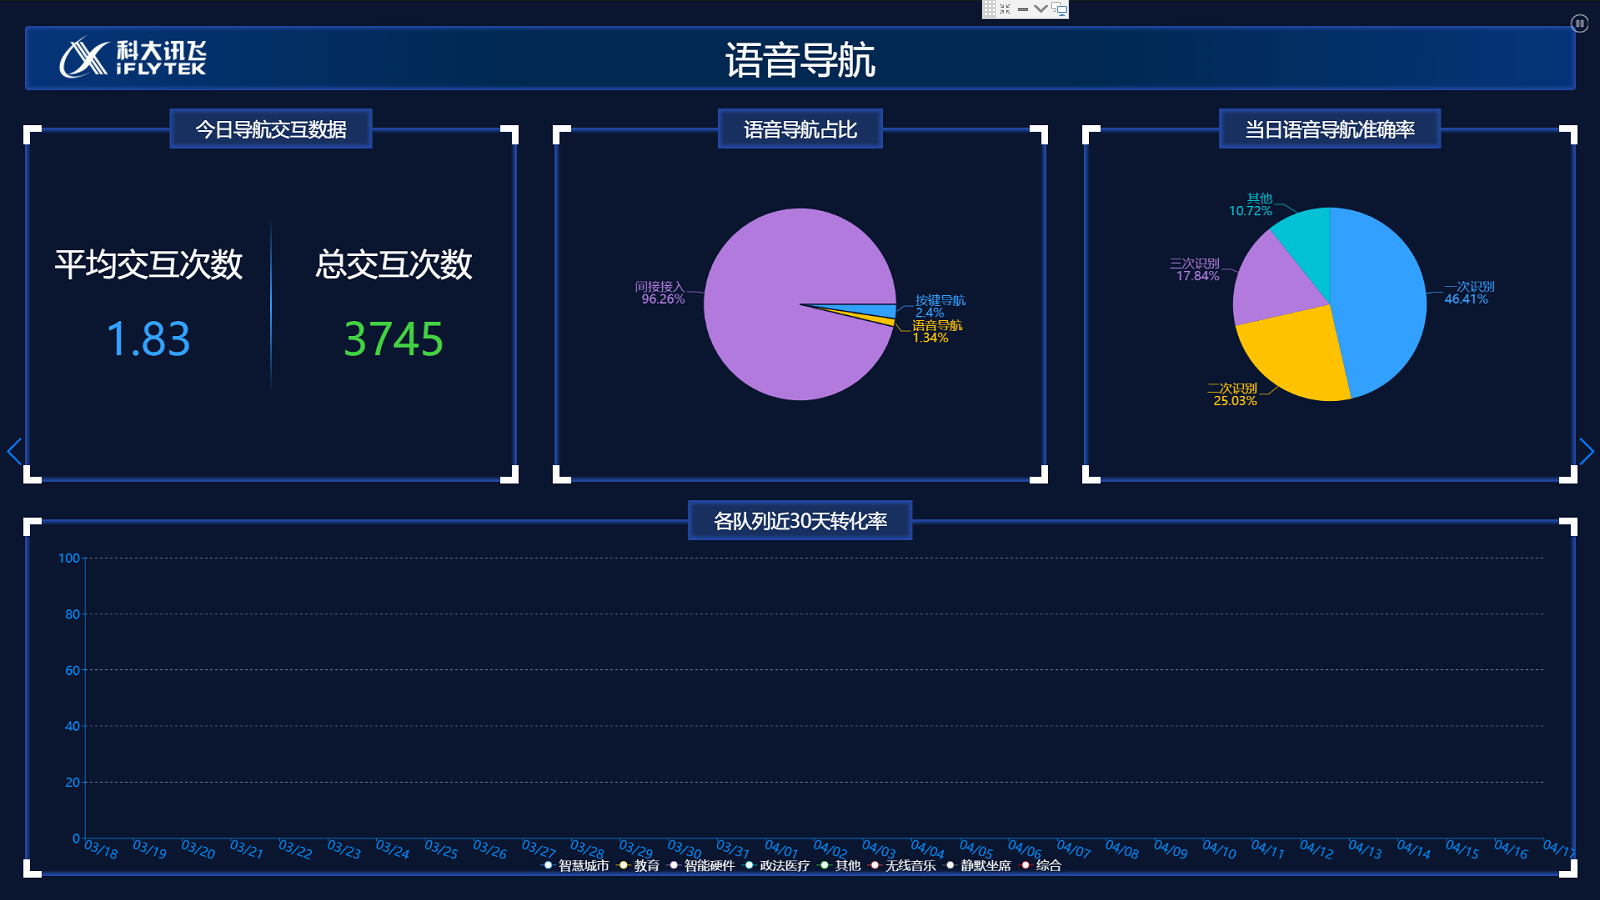 科大讯飞
iFLYTEK
语音导航
今日导航交互数据
平均交互次数
总交互次数
1.83
3745
语音导航占比
间接接入
96.26%
按键导航
2.4%
语音导航
1.34%
当日语音导航准确率
其他
10.72%
三次识别
17.84%
一次识别
46.41%
二次识别
25.03%
各队列近30天转化率
100
80
60
40
20
0
03/18 03/19 03/20 03/21 03/22 03/23 03/24 03/25 03/26 03/27 03/28 03/29 03/30 03/31 04/01 04/02 04/03 04/04 04/05 04/06 04/07 04/08 04/09 04/10 04/11 04/12 04/13 04/14 04/15 04/16 04/17
智慧城市 教育 智能硬件 政法医疗 其他 无线音乐 静默坐席 综合